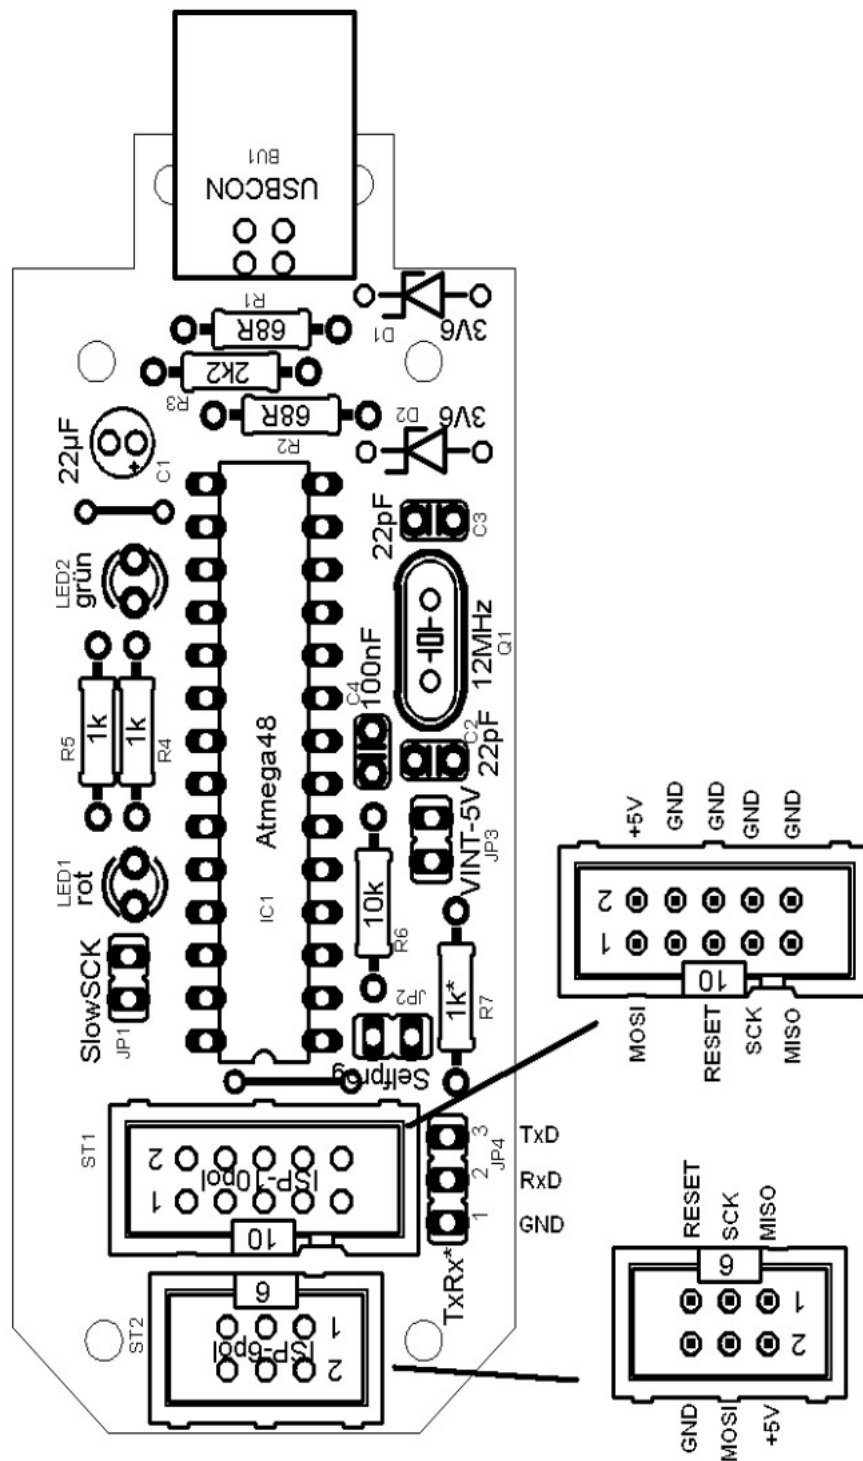 BU1
USBCON
R1
68R
D1
3V6
2k2
R3
68R
R2
D2
3V6
22µF
+
C1
22pF
C3
LED2
grün
12MHz
Q1
100nF
C4
22pF
C2
R5
1k
1k
R4
Atmega48
IC1
VINT-5V
JP3
LED1
rot
10k
R6
SlowSCK
JP1
JP2
Selfprog
1k*
R7
ST1
2
1
ISP-10pol
10
3
2
1
JP4
TxD
RxD
GND
TxRx*
ST2
6
1
2
ISP-6pol
+5V
GND
GND
GND
GND
2
1
10
MOSI
RESET
SCK
MISO
RESET
SCK
MISO
6
1
2
GND
MOSI
+5V